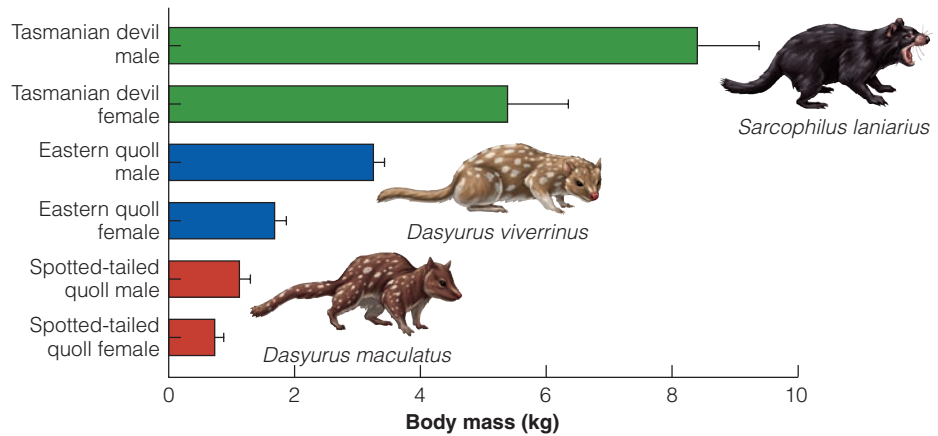 Tasmanian devil
male
Sarcophilus laniarius
Tasmanian devil
female
Eastern quoll
male
Dasyurus viverrinus
Eastern quoll
female
Spotted-tailed
quoll male
Dasyurus maculatus
Spotted-tailed
quoll female
0 2 4 6 8 10
Body mass (kg)